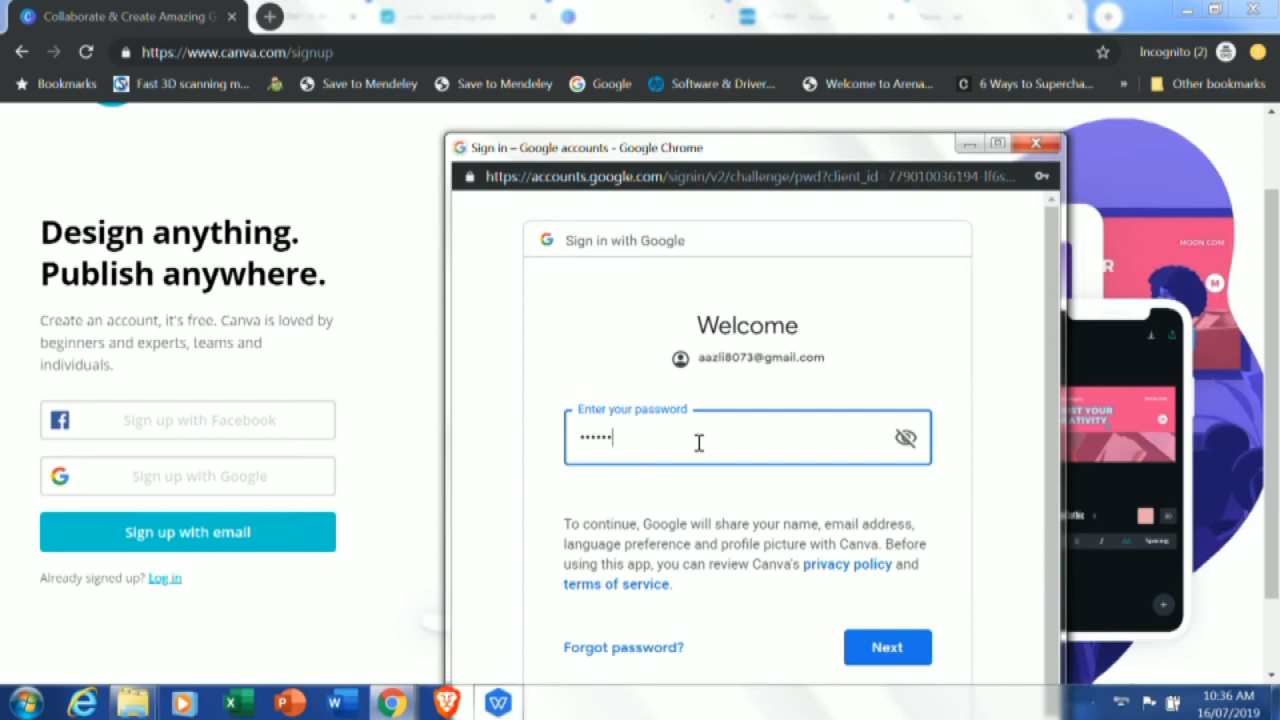 Collaborate & Create Amazing G
https://www.canva.com/signup
Incognito (2)
Bookmarks
Fast 3D scanning m...
Save to Mendeley
Save to Mendeley
Google
Software & Driver...
Welcome to Arena...
6 Ways to Supercha...
»
Other bookmarks
Design anything.
Publish anywhere.
Create an account, it's free. Canva is loved by
beginners and experts, teams and
individuals.
Sign up with Facebook
Sign up with Google
Sign up with email
Already signed up? Log in
Sign in – Google accounts - Google Chrome
https://accounts.google.com/signin/v2/challenge/pwd?client_id=779010036194-lf6s...
Sign in with Google
Welcome
aazli8073@gmail.com
Enter your password
••••••
To continue, Google will share your name, email address,
language preference and profile picture with Canva. Before
using this app, you can review Canva's privacy policy and
terms of service.
Forgot password?
Next
MOON.COM
R
M
Spacing
10:36 AM
16/07/2019